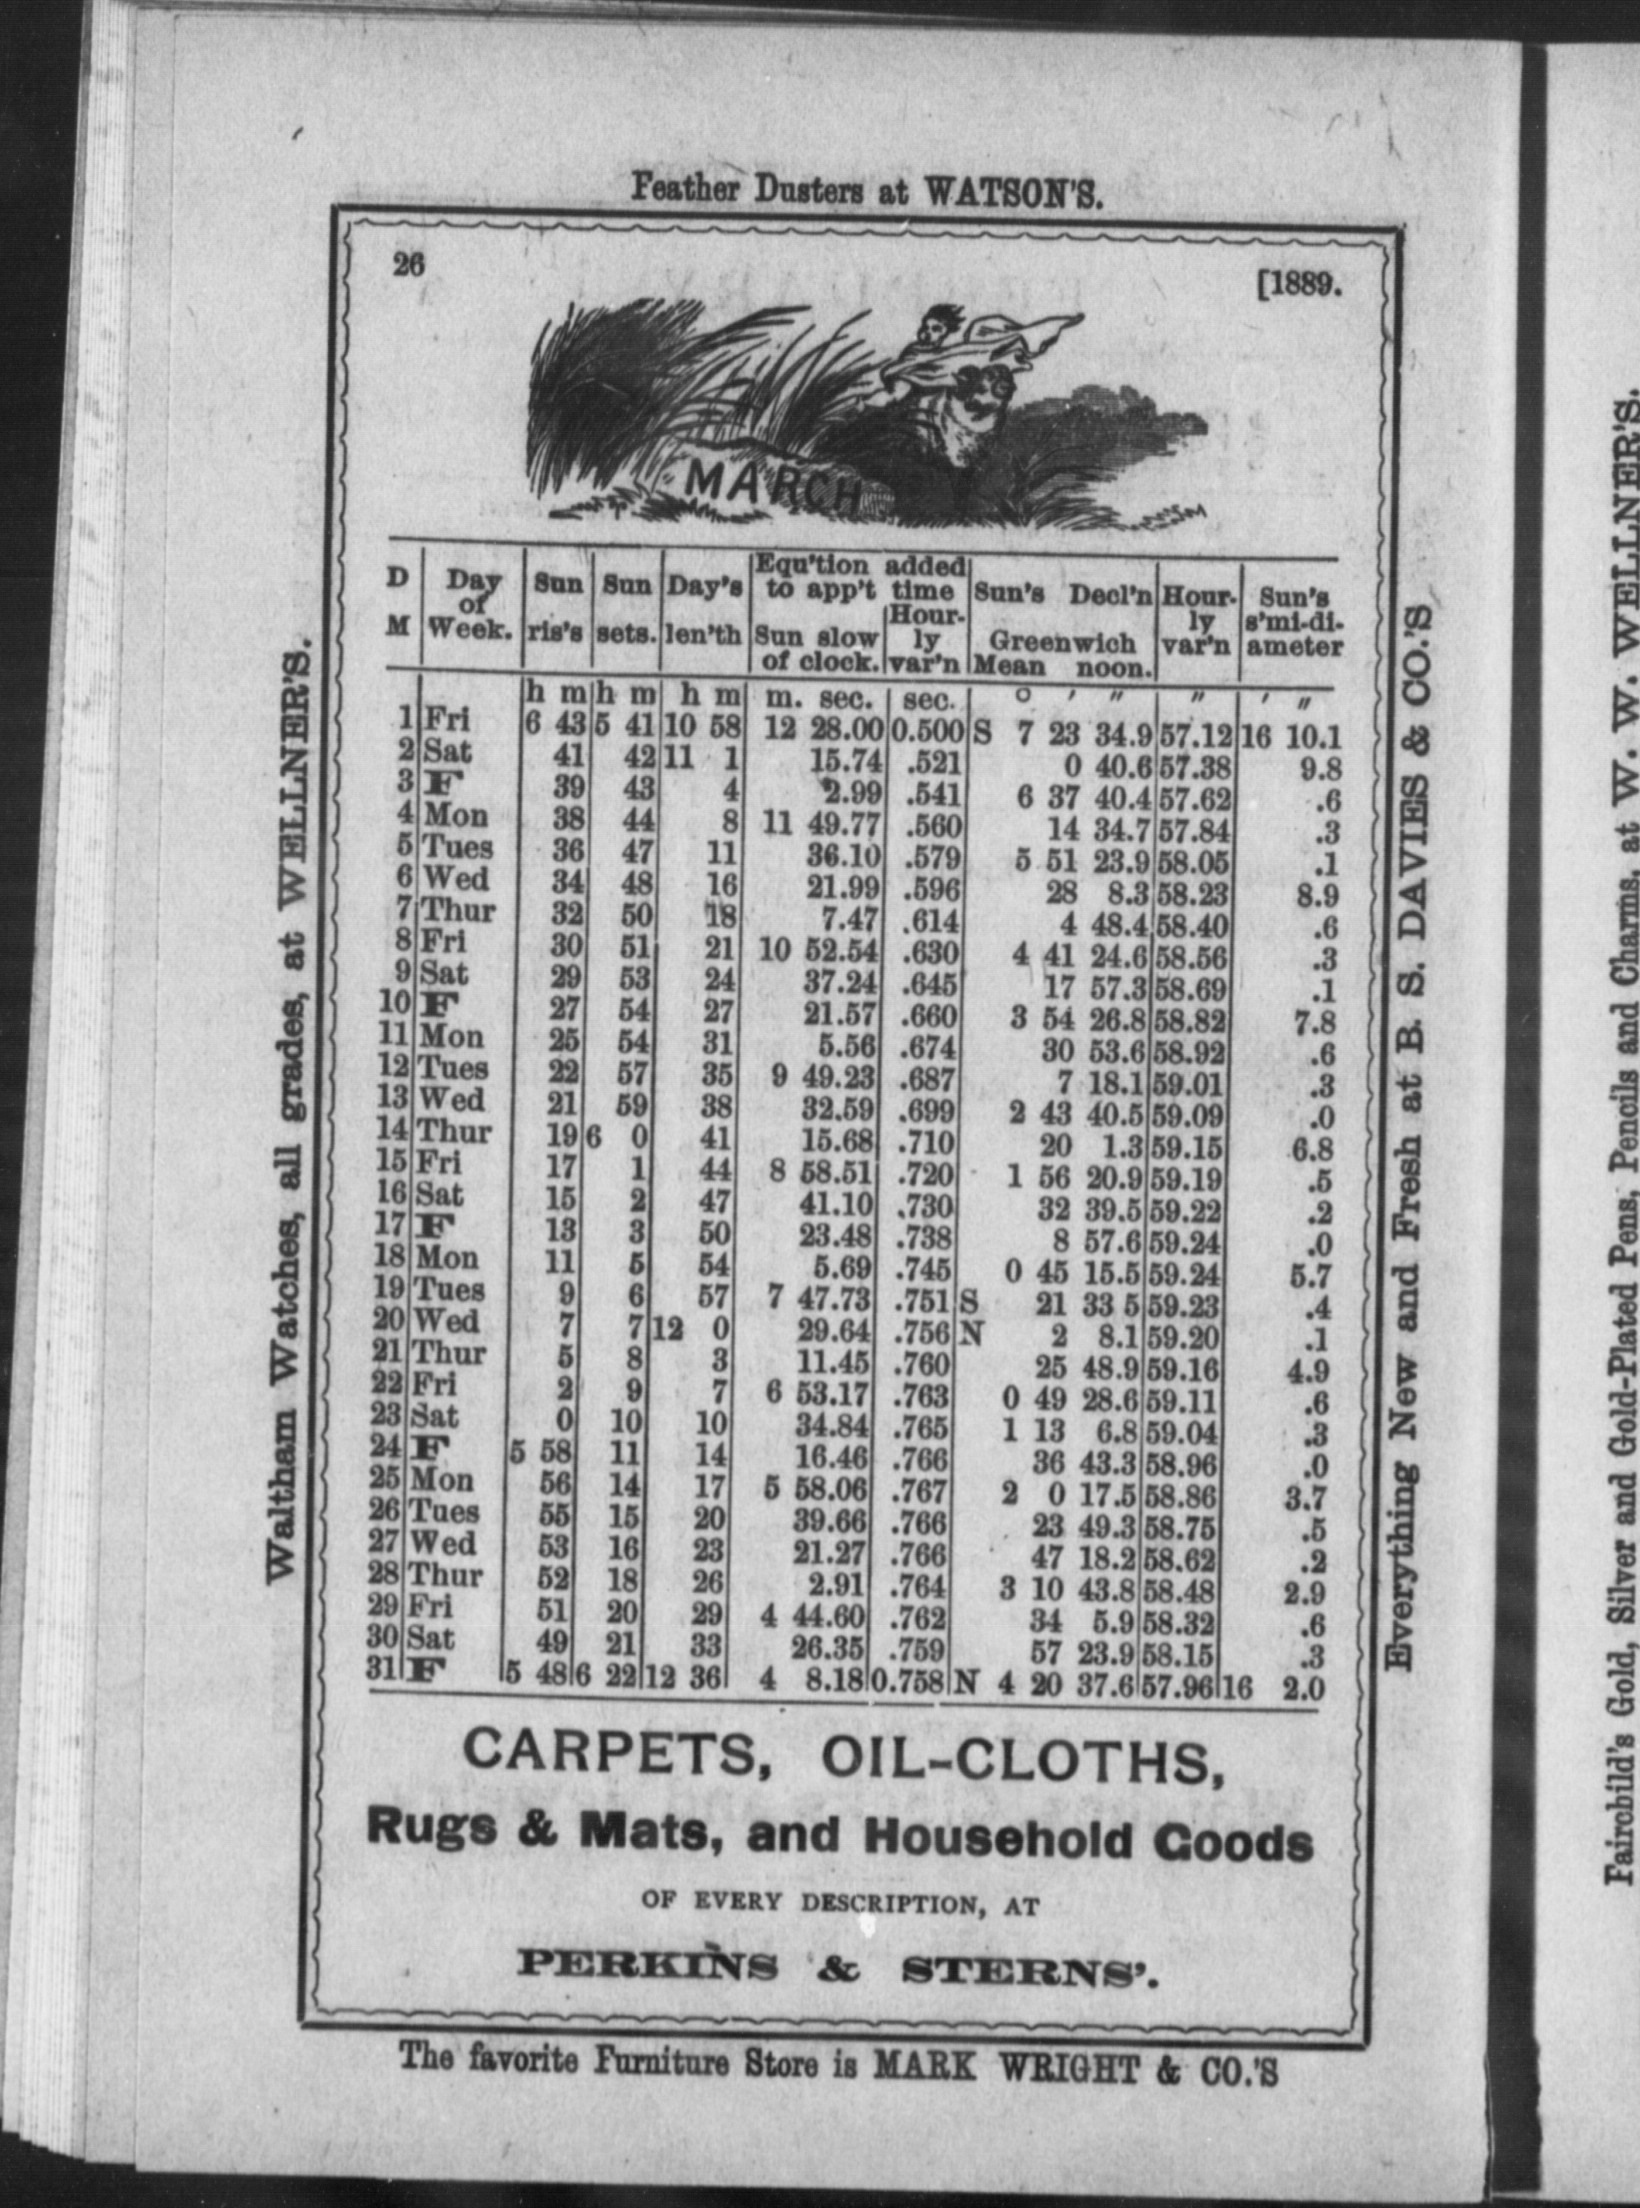 Feather Dusters at WATSON'S.
26 [1889.
MARCH
D M | Day of Week. | Sun ris's | Sun sets. | Day's len'th | Equ'tion added to app't time Sun slow of clock. | Hour-ly var'n | Sun's Decl'n Greenwich Mean noon. | Hour-ly var'n | Sun's s'mi-di-ameter
h m | h m | h m | m. sec. | sec. | ° ′ ″ | ″ | ′ ″
1 Fri 6 43 5 41 10 58 12 28.00 0.500 S 7 23 34.9 57.12 16 10.1
2 Sat 41 42 11 1 15.74 .521 0 40.6 57.38 9.8
3 F 39 43 4 2.99 .541 6 37 40.4 57.62 .6
4 Mon 38 44 8 11 49.77 .560 14 34.7 57.84 .3
5 Tues 36 47 11 36.10 .579 5 51 23.9 58.05 .1
6 Wed 34 48 16 21.99 .596 28 8.3 58.23 8.9
7 Thur 32 50 18 7.47 .614 4 48.4 58.40 .6
8 Fri 30 51 21 10 52.54 .630 4 41 24.6 58.56 .3
9 Sat 29 53 24 37.24 .645 17 57.3 58.69 .1
10 F 27 54 27 21.57 .660 3 54 26.8 58.82 7.8
11 Mon 25 54 31 5.56 .674 30 53.6 58.92 .6
12 Tues 22 57 35 9 49.23 .687 7 18.1 59.01 .3
13 Wed 21 59 38 32.59 .699 2 43 40.5 59.09 .0
14 Thur 19 6 0 41 15.68 .710 20 1.3 59.15 6.8
15 Fri 17 1 44 8 58.51 .720 1 56 20.9 59.19 .5
16 Sat 15 2 47 41.10 .730 32 39.5 59.22 .2
17 F 13 3 50 23.48 .738 8 57.6 59.24 .0
18 Mon 11 5 54 5.69 .745 0 45 15.5 59.24 5.7
19 Tues 9 6 57 7 47.73 .751 S 21 33 5 59.23 .4
20 Wed 7 7 12 0 29.64 .756 N 2 8.1 59.20 .1
21 Thur 5 8 3 11.45 .760 25 48.9 59.16 4.9
22 Fri 2 9 7 6 53.17 .763 0 49 28.6 59.11 .6
23 Sat 0 10 10 34.84 .765 1 13 6.8 59.04 .3
24 F 5 58 11 14 16.46 .766 36 43.3 58.96 .0
25 Mon 56 14 17 5 58.06 .767 2 0 17.5 58.86 3.7
26 Tues 55 15 20 39.66 .766 23 49.3 58.75 .5
27 Wed 53 16 23 21.27 .766 47 18.2 58.62 .2
28 Thur 52 18 26 2.91 .764 3 10 43.8 58.48 2.9
29 Fri 51 20 29 4 44.60 .762 34 5.9 58.32 .6
30 Sat 49 21 33 26.35 .759 57 23.9 58.15 .3
31 F 5 48 6 22 12 36 4 8.18 0.758 N 4 20 37.6 57.96 16 2.0
CARPETS, OIL-CLOTHS,
Rugs & Mats, and Household Goods
OF EVERY DESCRIPTION, AT
PERKINS & STERNS'.
The favorite Furniture Store is MARK WRIGHT & CO.'S
Waltham Watches, all grades, at WELLNER'S.
Everything New and Fresh at B. S. DAVIES & CO.'S
Fairchild's Gold, Silver and Gold-Plated Pens, Pencils and Charms, at W. W. WELLNER'S.